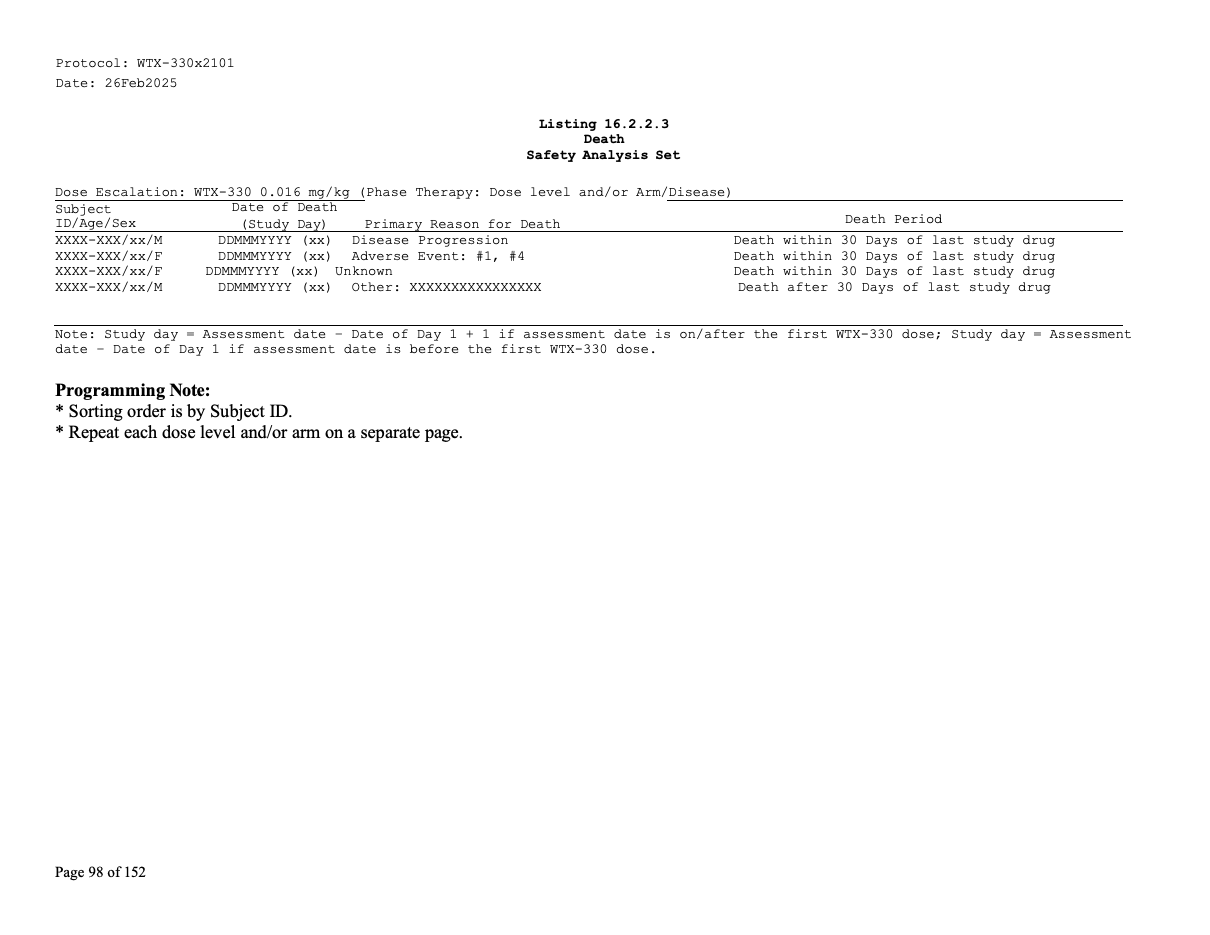 Protocol: WTX-330x2101
Date: 26Feb2025
Listing 16.2.2.3
Death
Safety Analysis Set
Dose Escalation: WTX-330 0.016 mg/kg (Phase Therapy: Dose level and/or Arm/Disease)
Subject ID/Age/Sex Date of Death (Study Day) Primary Reason for Death Death Period
XXXX-XXX/xx/M DDMMMYYYY (xx) Disease Progression Death within 30 Days of last study drug
XXXX-XXX/xx/F DDMMMYYYY (xx) Adverse Event: #1, #4 Death within 30 Days of last study drug
XXXX-XXX/xx/F DDMMMYYYY (xx) Unknown Death within 30 Days of last study drug
XXXX-XXX/xx/M DDMMMYYYY (xx) Other: XXXXXXXXXXXXXXXX Death after 30 Days of last study drug
Note: Study day = Assessment date – Date of Day 1 + 1 if assessment date is on/after the first WTX-330 dose; Study day = Assessment
date – Date of Day 1 if assessment date is before the first WTX-330 dose.
Programming Note:
* Sorting order is by Subject ID.
* Repeat each dose level and/or arm on a separate page.
Page 98 of 152